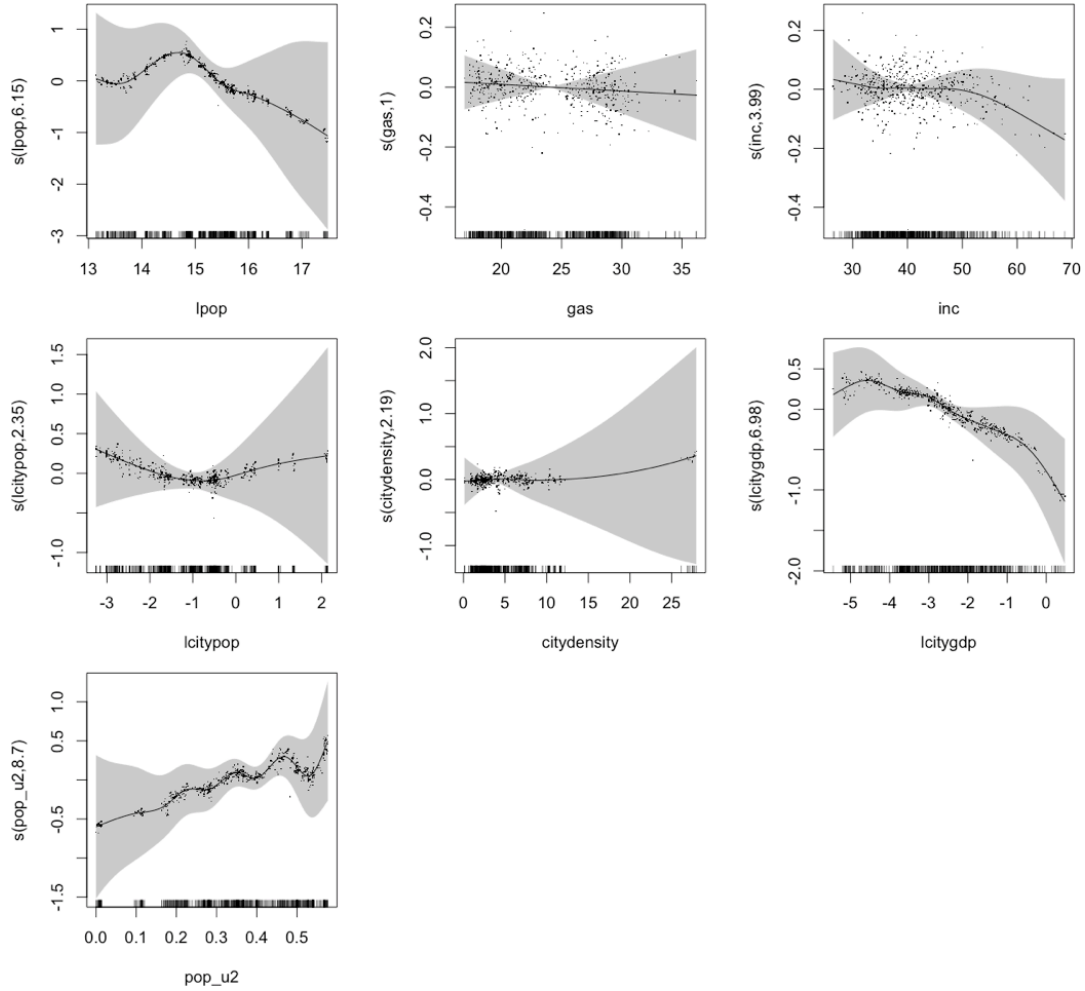 s(lpop,6.15)
1
0
-1
-2
-3
13 14 15 16 17
lpop
s(gas,1)
0.2
0.0
-0.2
-0.4
20 25 30 35
gas
s(inc,3.99)
0.2
0.0
-0.2
-0.4
30 40 50 60 70
inc
s(lcitypop,2.35)
1.5
1.0
0.5
0.0
-1.0
-3 -2 -1 0 1 2
lcitypop
s(citydensity,2.19)
2.0
1.0
0.0
-1.0
0 5 10 15 20 25
citydensity
s(lcitygdp,6.98)
0.5
0.0
-1.0
-2.0
-5 -4 -3 -2 -1 0
lcitygdp
s(pop_u2,8.7)
1.0
0.5
-0.5
-1.5
0.0 0.1 0.2 0.3 0.4 0.5
pop_u2